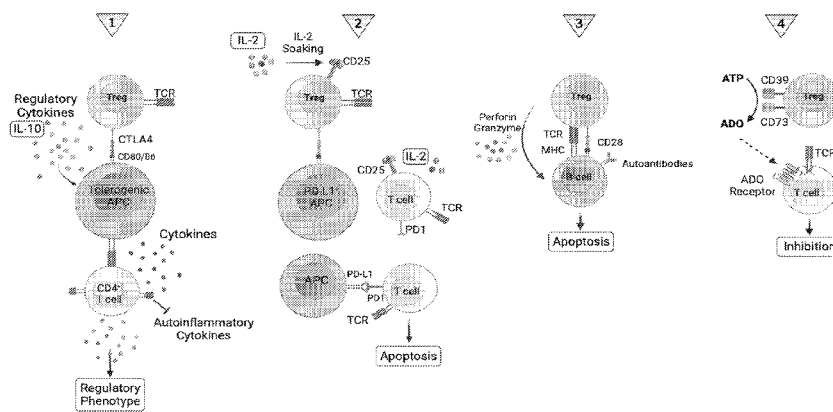 1
Treg
TCR
Regulatory
Cytokines
IL-10
CTLA4
CD80/86
Tolerogenic
APC
Cytokines
CD4+
T cell
Autoinflammatory
Cytokines
Regulatory
Phenotype
2
IL-2
IL-2
Soaking
CD25
Treg
TCR
PD-L1+
APC
CD25
IL-2
T cell
TCR
PD1
APC
PD-L1
PD1
T cell
TCR
Apoptosis
3
Treg
Perforin
Granzyme
TCR
MHC
CD28
B-cell
Autoantibodies
Apoptosis
4
ATP
CD39
Treg
ADO
CD73
TCR
ADO
Receptor
T cell
Inhibition